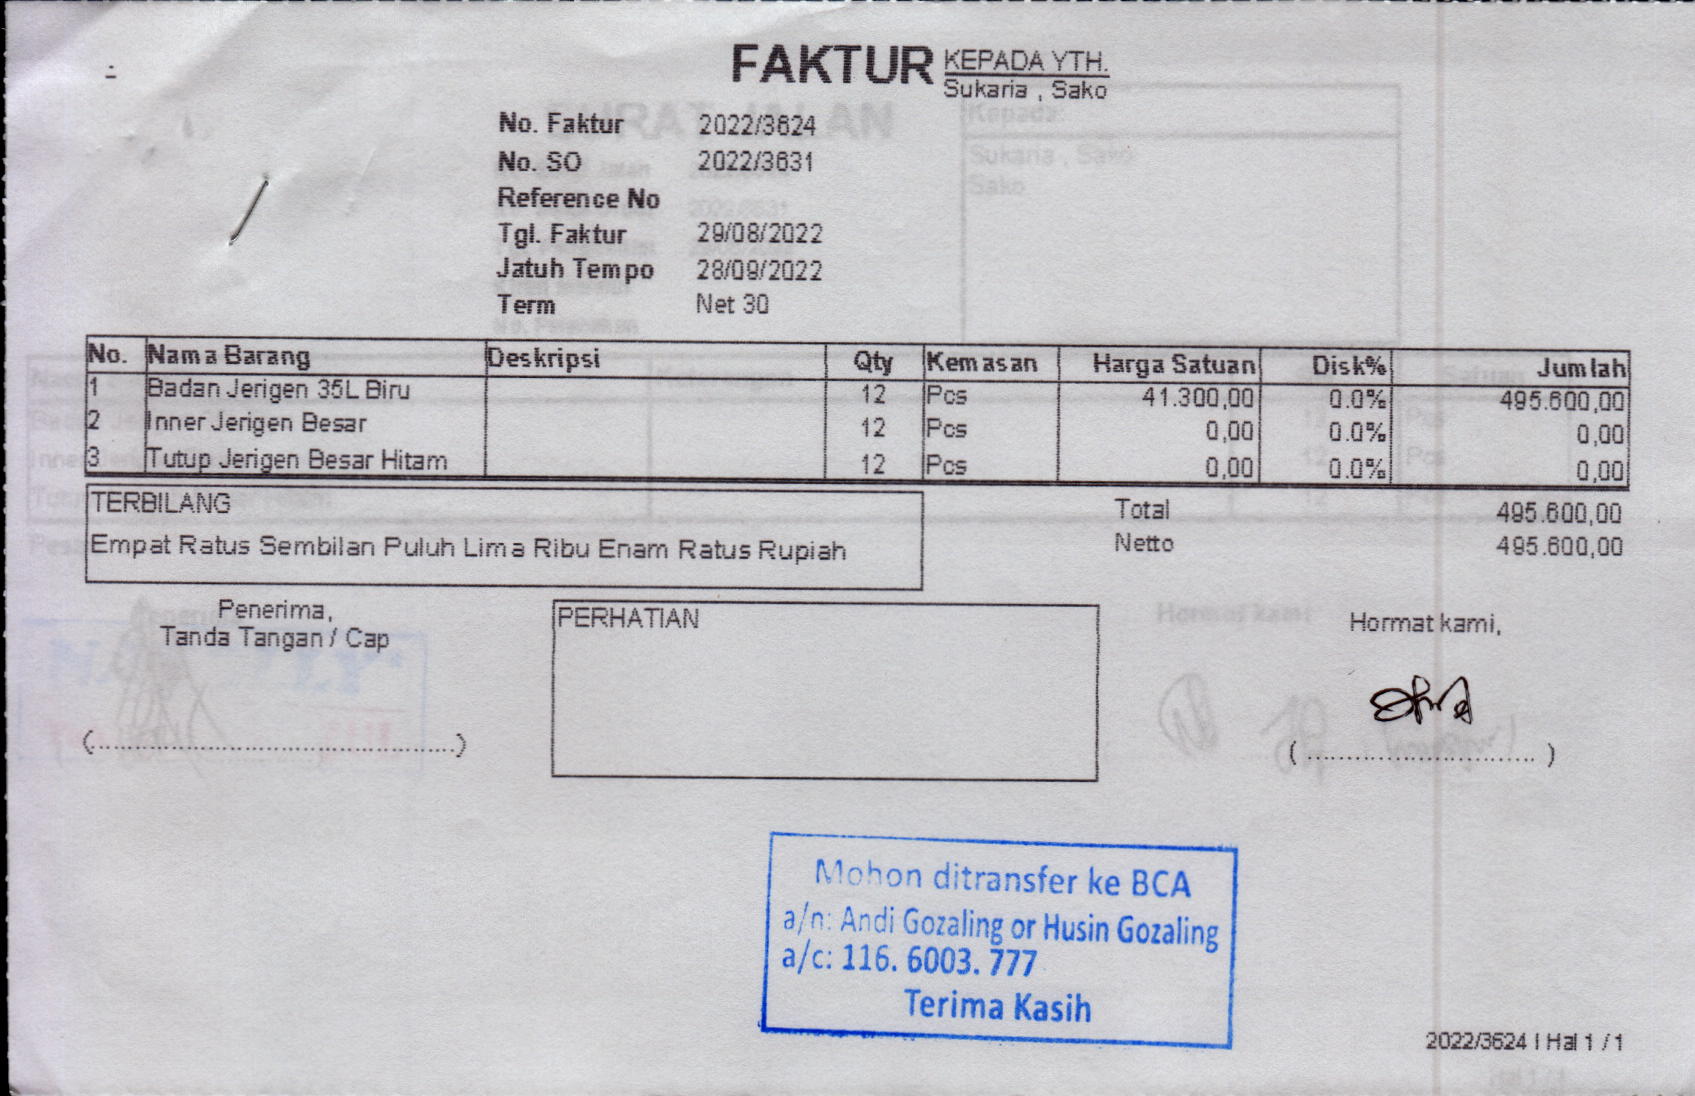 FAKTUR
KEPADA YTH.
Sukaria , Sako
No. Faktur 2022/3624
No. SO 2022/3631
Reference No
Tgl. Faktur 29/08/2022
Jatuh Tempo 28/09/2022
Term Net 30
No. Nama Barang Deskripsi Qty Kemasan Harga Satuan Disk% Jumlah
1 Badan Jerigen 35L Biru 12 Pcs 41.300,00 0.0% 495.600,00
2 Inner Jerigen Besar 12 Pcs 0,00 0.0% 0,00
3 Tutup Jerigen Besar Hitam 12 Pcs 0,00 0.0% 0,00
TERBILANG
Empat Ratus Sembilan Puluh Lima Ribu Enam Ratus Rupiah
Total 495.600,00
Netto 495.600,00
Penerima,
Tanda Tangan / Cap
(..........................................)
PERHATIAN
Hormat kami,
( .............................. )
Mohon ditransfer ke BCA
a/n: Andi Gozaling or Husin Gozaling
a/c: 116. 6003. 777
Terima Kasih
2022/3624 | Hal 1 / 1